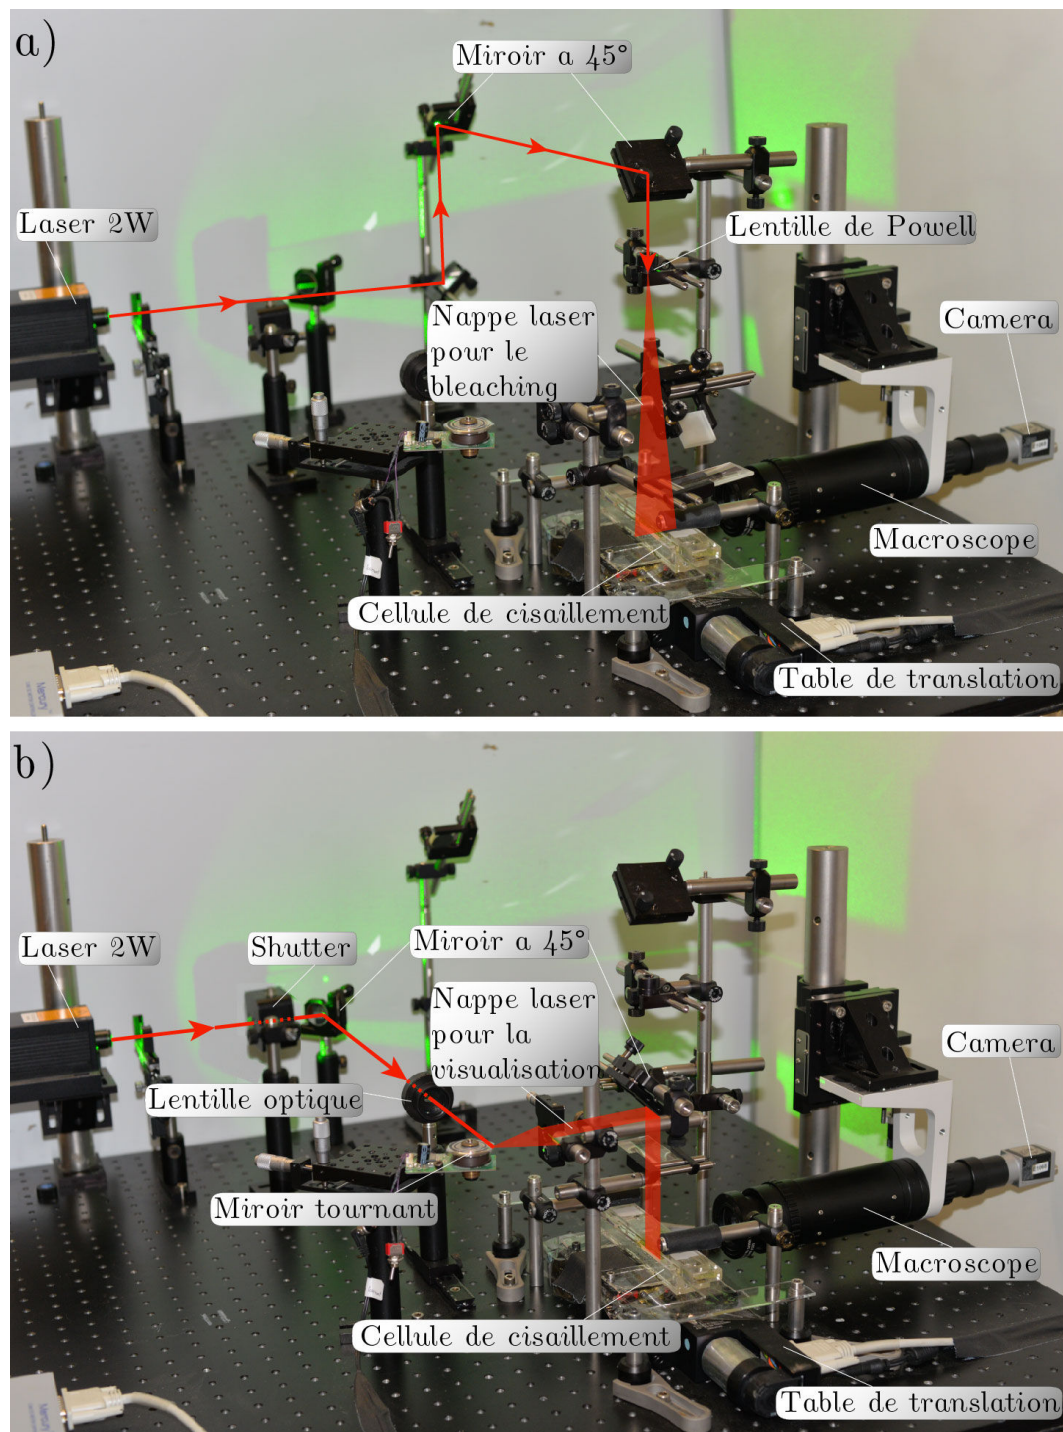 a)
Miroir a 45°
Laser 2W
Lentille de Powell
Nappe laser
pour le
bleaching
Camera
Macroscope
Cellule de cisaillement
Table de translation
Mercury
b)
Laser 2W
Shutter
Miroir a 45°
Nappe laser
pour la
visualisation
Camera
Lentille optique
Miroir tournant
Macroscope
Cellule de cisaillement
Table de translation